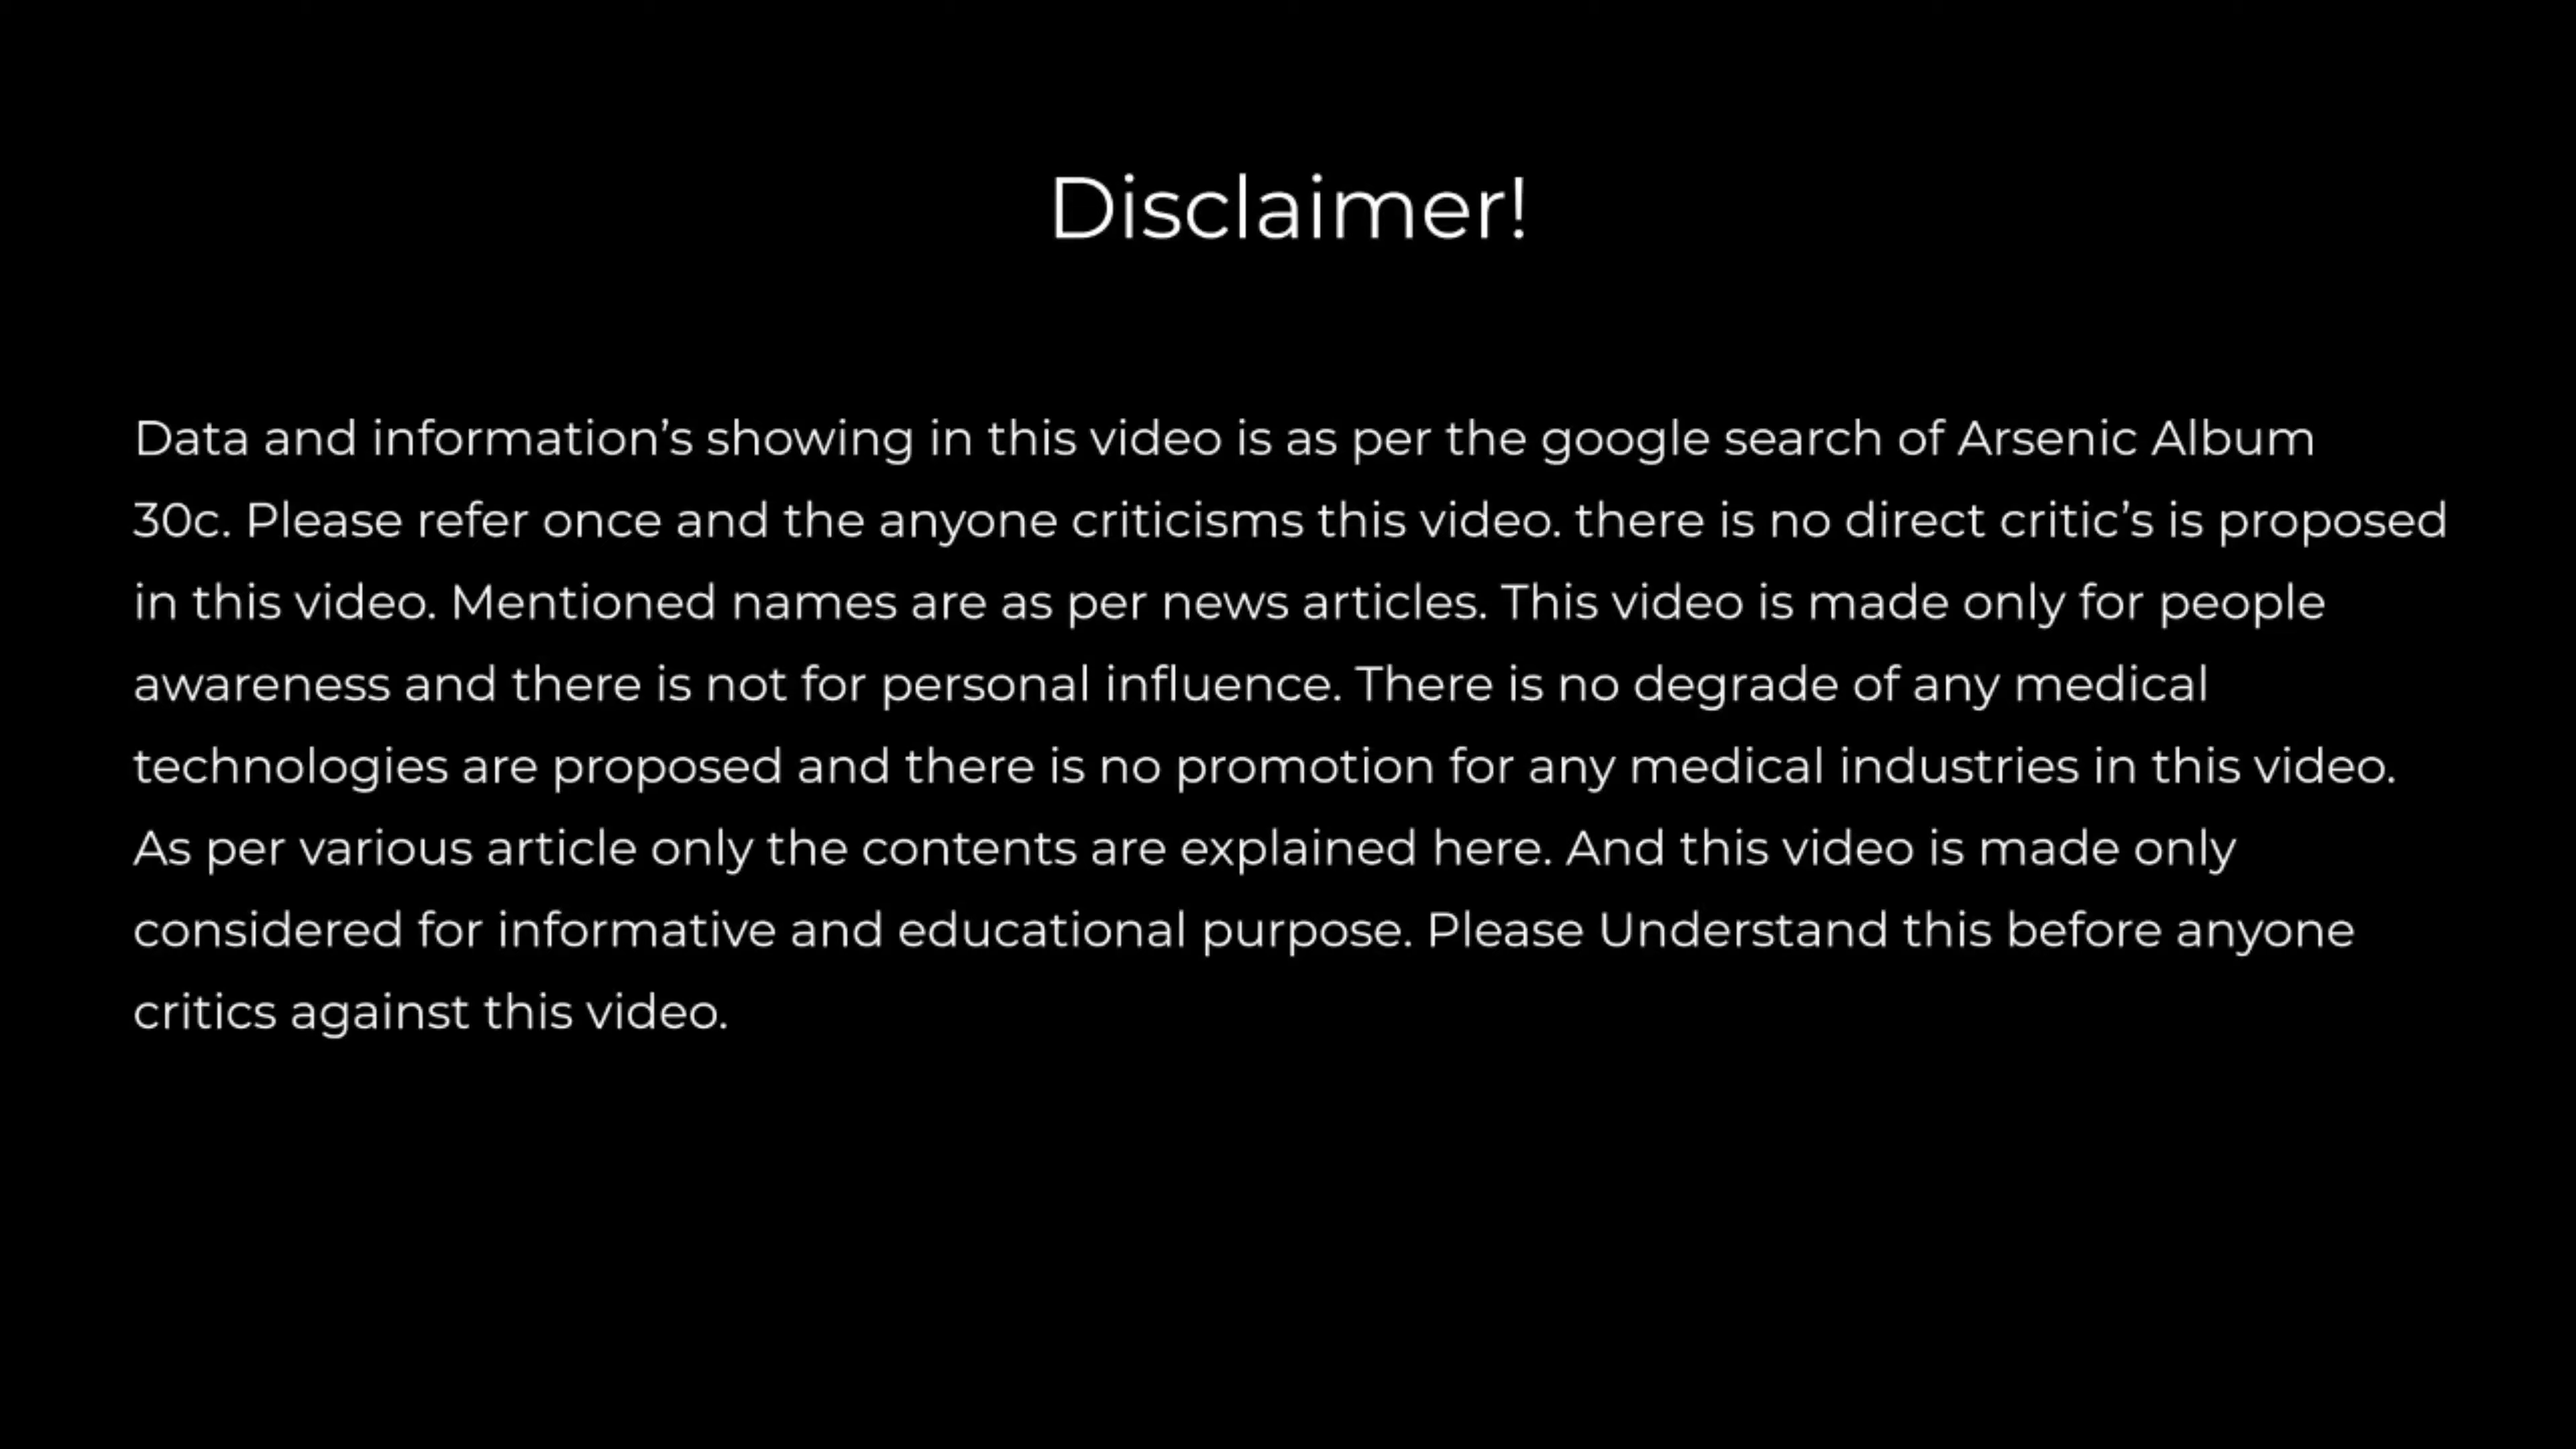 Disclaimer!
Data and information’s showing in this video is as per the google search of Arsenic Album
30c. Please refer once and the anyone criticisms this video. there is no direct critic’s is proposed
in this video. Mentioned names are as per news articles. This video is made only for people
awareness and there is not for personal influence. There is no degrade of any medical
technologies are proposed and there is no promotion for any medical industries in this video.
As per various article only the contents are explained here. And this video is made only
considered for informative and educational purpose. Please Understand this before anyone
critics against this video.